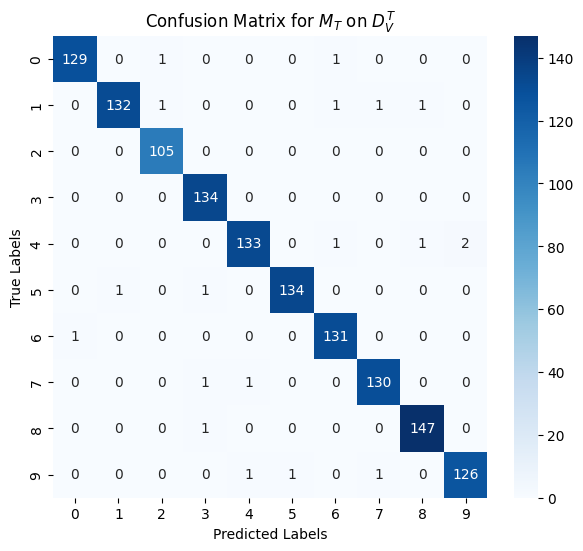 Confusion Matrix for $M_T$ on $D_V^T$
0 129 0 1 0 0 0 1 0 0 0
1 0 132 1 0 0 0 1 1 1 0
2 0 0 105 0 0 0 0 0 0 0
3 0 0 0 134 0 0 0 0 0 0
4 0 0 0 0 133 0 1 0 1 2
5 0 1 0 1 0 134 0 0 0 0
6 1 0 0 0 0 0 131 0 0 0
7 0 0 0 1 1 0 0 130 0 0
8 0 0 0 1 0 0 0 0 147 0
9 0 0 0 0 1 1 0 1 0 126
0 1 2 3 4 5 6 7 8 9
True Labels
Predicted Labels
140
120
100
80
60
40
20
0